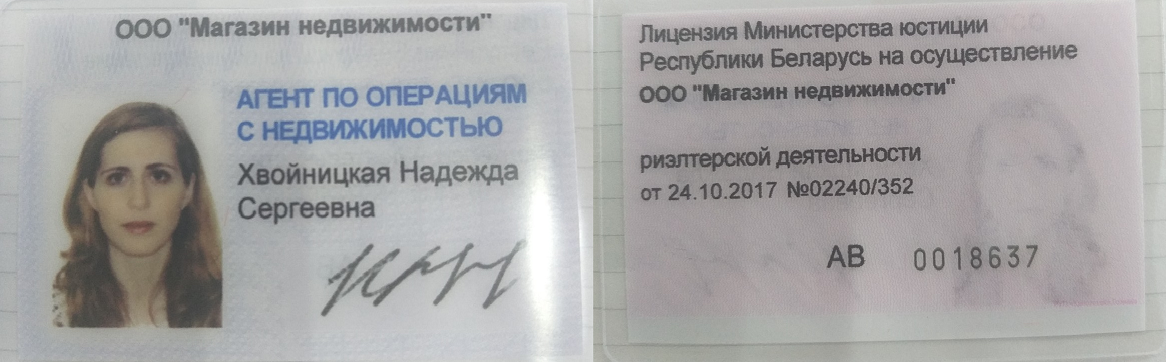 ООО "Магазин недвижимости"
АГЕНТ ПО ОПЕРАЦИЯМ
С НЕДВИЖИМОСТЬЮ
Хвойницкая Надежда
Сергеевна
Лицензия Министерства юстиции
Республики Беларусь на осуществление
ООО "Магазин недвижимости"
риэлтерской деятельности
от 24.10.2017 №02240/352
АВ 0018637